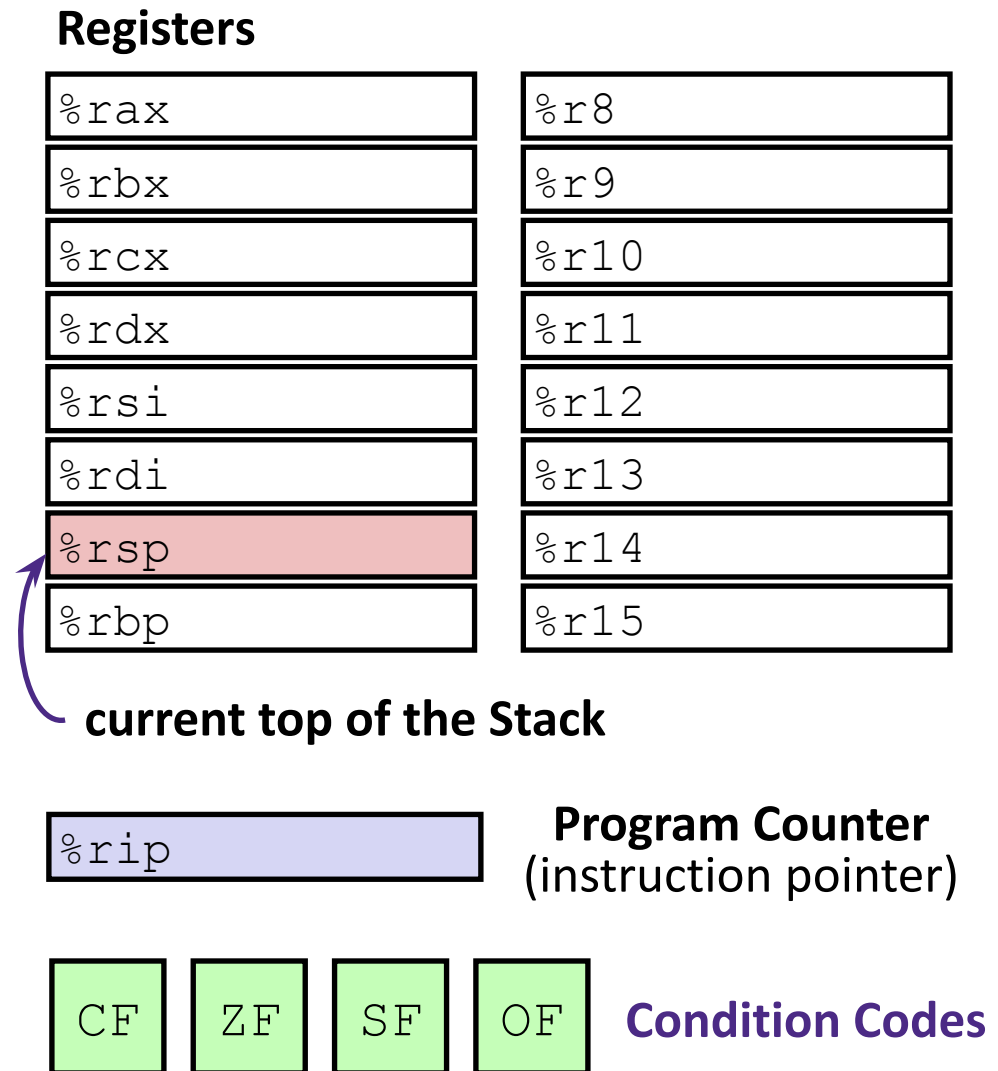 Registers
%rax
%rbx
%rcx
%rdx
%rsi
%rdi
%rsp
%rbp
%r8
%r9
%r10
%r11
%r12
%r13
%r14
%r15
current top of the Stack
%rip
Program Counter
(instruction pointer)
CF ZF SF OF Condition Codes